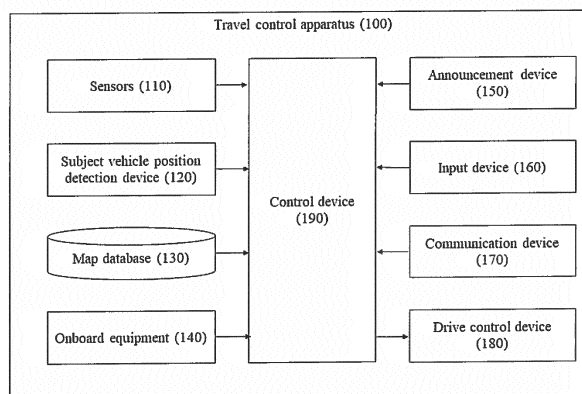 Travel control apparatus (100)
Sensors (110)
Subject vehicle position
detection device (120)
Map database (130)
Onboard equipment (140)
Control device
(190)
Announcement device
(150)
Input device (160)
Communication device
(170)
Drive control device
(180)